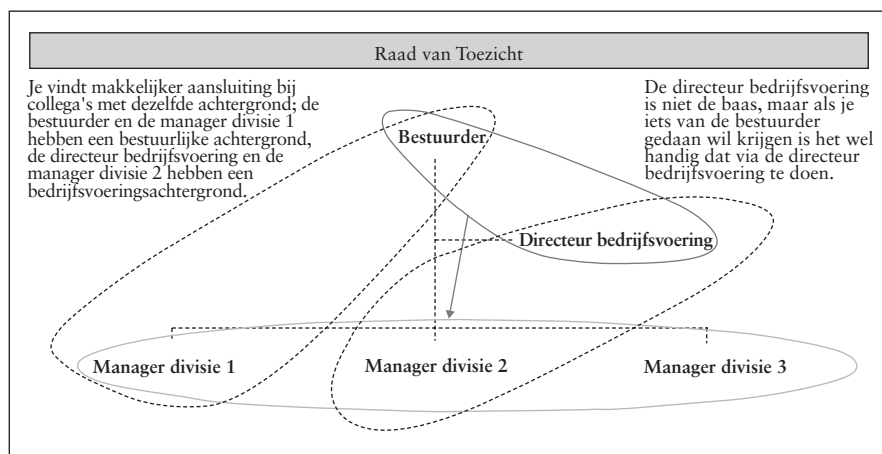 Raad van Toezicht
Je vindt makkelijker aansluiting bij
collega's met dezelfde achtergrond; de
bestuurder en de manager divisie 1
hebben een bestuurlijke achtergrond,
de directeur bedrijfsvoering en de
manager divisie 2 hebben een
bedrijfsvoeringsachtergrond.
De directeur bedrijfsvoering
is niet de baas, maar als je
iets van de bestuurder
gedaan wil krijgen is het wel
handig dat via de directeur
bedrijfsvoering te doen.
Bestuurder
Directeur bedrijfsvoering
Manager divisie 1
Manager divisie 2
Manager divisie 3